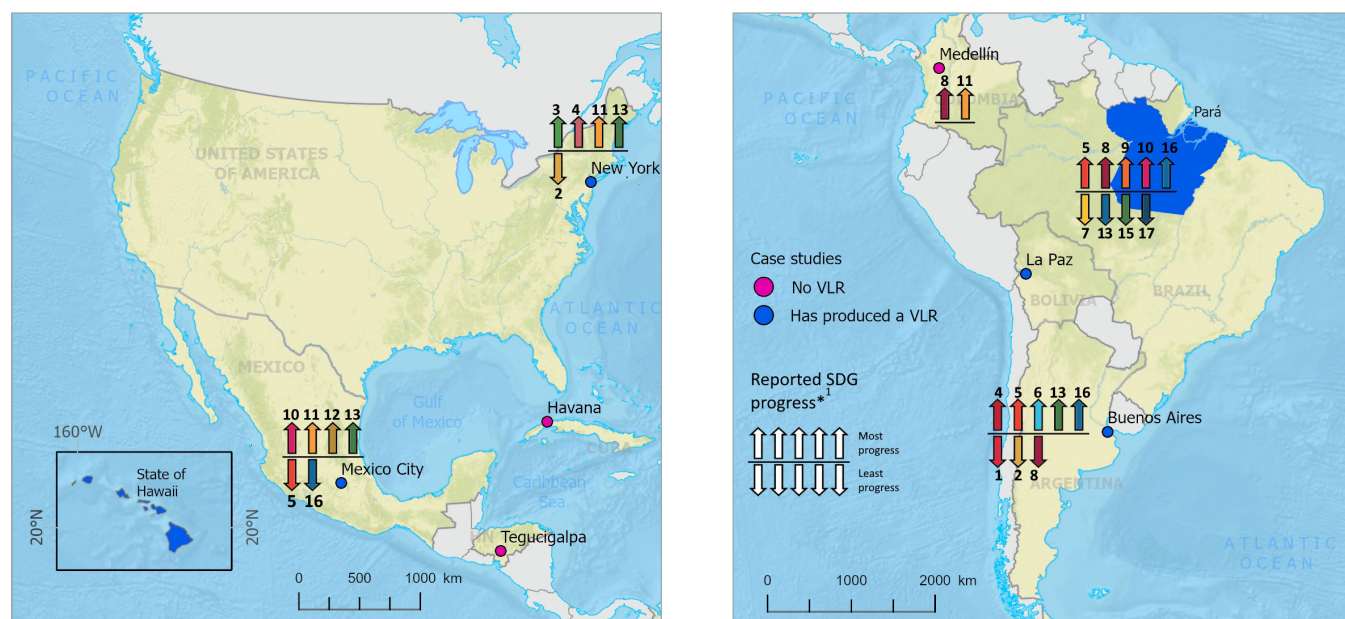 PACIFIC
OCEAN
UNITED STATES
OF AMERICA
3 4 11 13
2
New York
ATLANTIC
OCEAN
MEXICO
Gulf
of Mexico
Havana
CUBA
10 11 12 13
5 16
Mexico City
Caribbean
Sea
HN
Tegucigalpa
160°W
State of
Hawaii
20°N
20°N
0 500 1000 km
PACIFIC
OCEAN
Medellín
8 11
COLOMBIA
Pará
5 8 9 10 16
7 13 15 17
La Paz
BOLIVIA
BRAZIL
Case studies
No VLR
Has produced a VLR
Reported SDG
progress*1
Most
progress
Least
progress
4 5 6 13 16
1 2 8
Buenos Aires
ARGENTINA
ATLANTIC
OCEAN
0 1000 2000 km